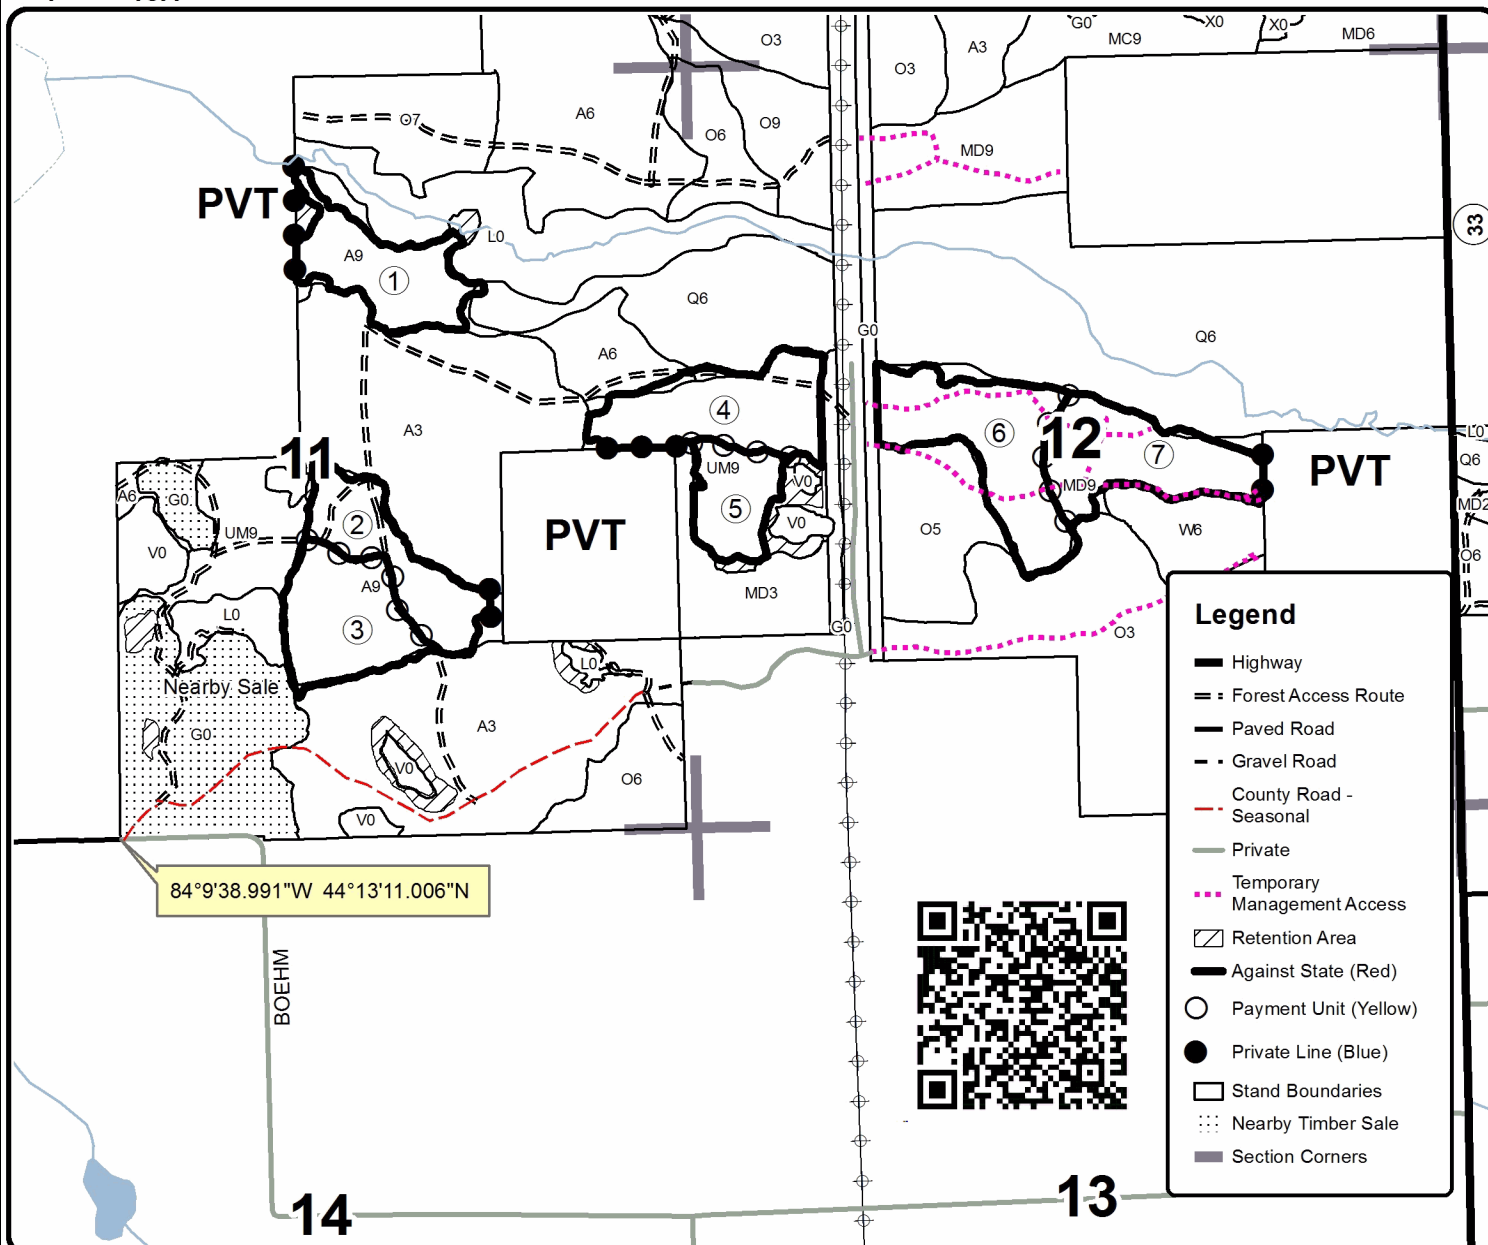 O3
A3
O3
G0
X0
X0
MC9
MD6
O7
A6
O6
O9
MD9
PVT
33
L0
A9
1
Q6
G0
Q6
A6
4
A3
6
12
7
PVT
L0
Q6
11
UM9
V0
MD9
MD2
A6
G0
5
V0
2
UM9
PVT
O5
W6
V0
O6
A9
MD3
L0
3
G0
O3
L0
Nearby Sale
G0
A3
V0
O6
V0
84°9'38.991"W 44°13'11.006"N
BOEHM
14
13
Legend
Highway
Forest Access Route
Paved Road
Gravel Road
County Road -
Seasonal
Private
Temporary
Management Access
Retention Area
Against State (Red)
Payment Unit (Yellow)
Private Line (Blue)
Stand Boundaries
Nearby Timber Sale
Section Corners